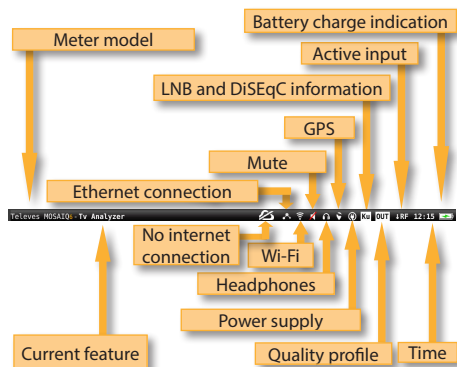 Battery charge indication
Meter model
Active input
LNB and DiSEqC information
GPS
Mute
Ethernet connection
Televes MOSAIQ6-Tv Analyzer Ku OUT ↓RF 12:15
No internet
connection
Wi-Fi
Headphones
Power supply
Current feature
Quality profile
Time